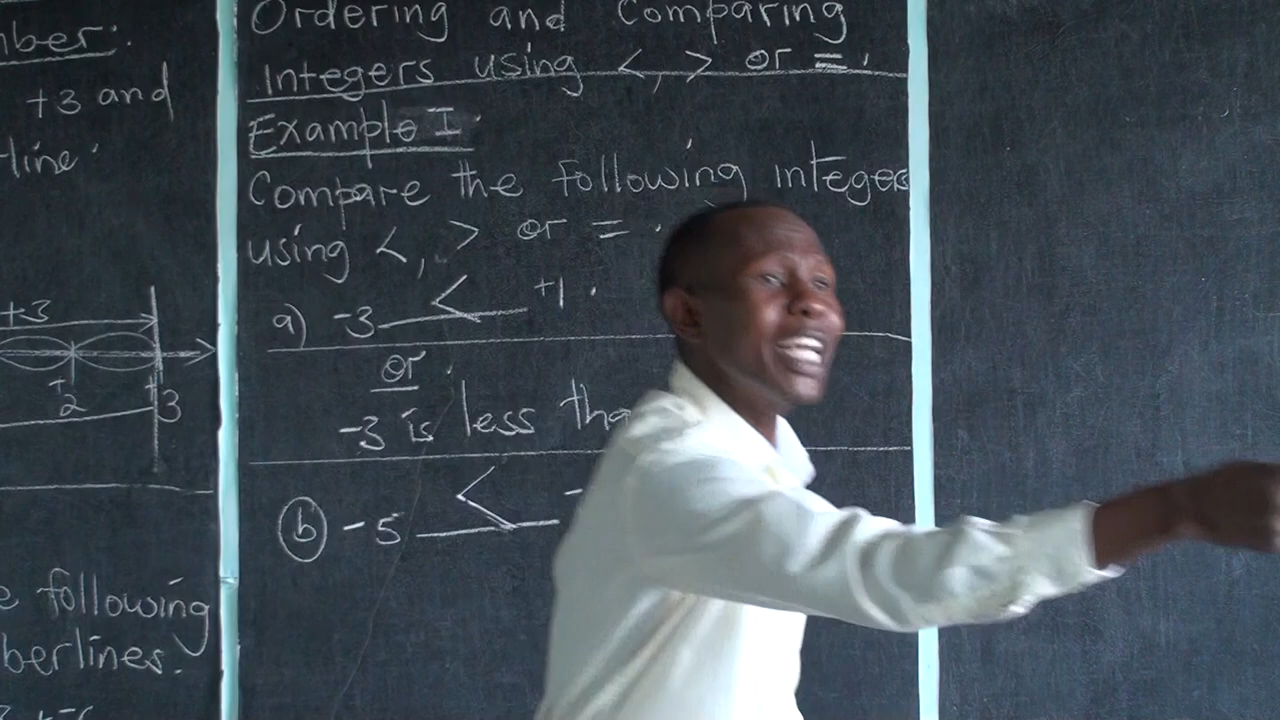 nber:
+3 and
-line.
+3
+2 +3
e following
berlines.
Ordering and Comparing
Integers using <, > or =.
Example I.
Compare the following integers
using <, > or = .
a) -3 < +1 .
or
-3 is less tha
(b) -5 < -